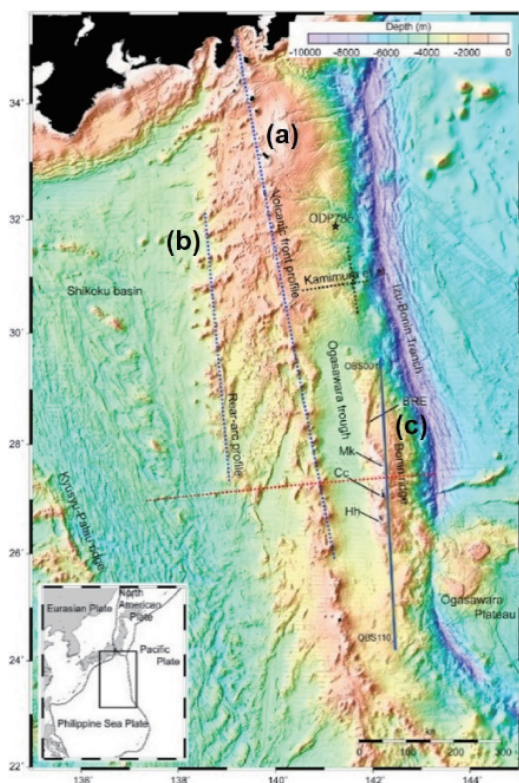 Depth (m)
-10000 -8000 -6000 -4000 -2000 0
34°
(a)
ODP786
32°
(b)
Volcanic front profile
Kamimura et al.
Izu-Bonin Trench
Shikoku basin
30°
Ogasawara trough
Rear-arc profile
BRE
(c)
28°
Mk
Bonin ridge
Cc
Hh
26°
Kyusyu-Palau ridge
Ogasawara
Plateau
OBS110
24°
North
American
Plate
Eurasian Plate
Pacific
Plate
Philippine Sea Plate
km
0 100 200 300
22°
136° 138° 140° 142° 144°